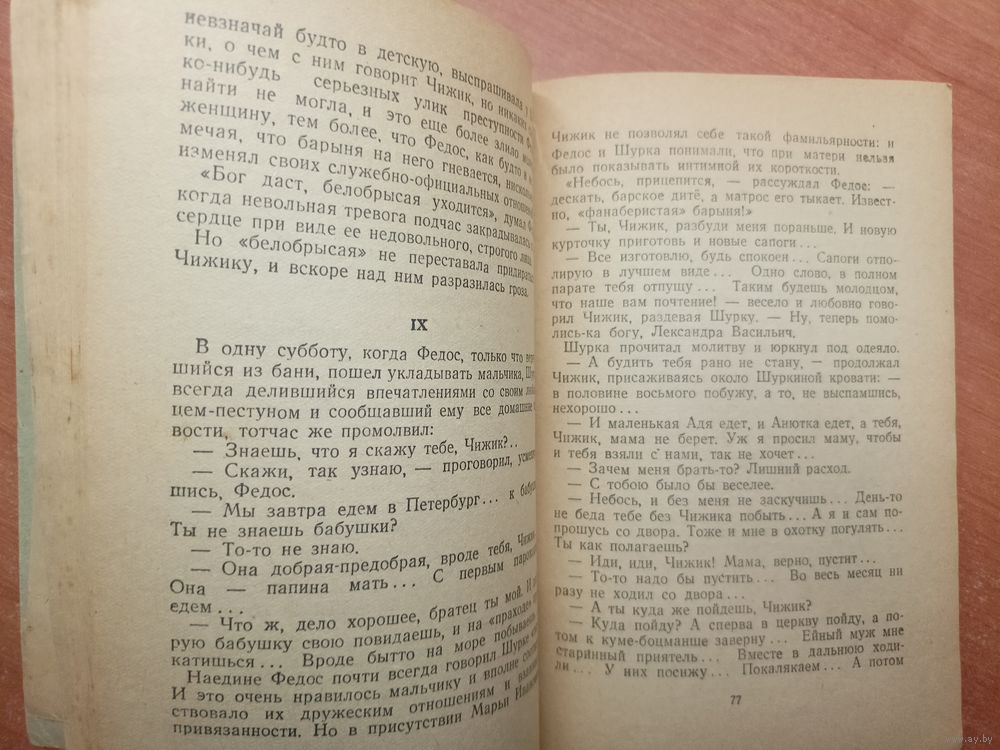 невзначай будто в детскую, выспрашивала у
ки, о чем с ним говорит Чижик, но никаких
ко-нибудь серьезных улик преступности
найти не могла, и это еще более злило
женщину, тем более, что Федос, как будто и
мечая, что барыня на него гневается, нисколько
изменял своих служебно-официальных отношений
«Бог даст, белобрысая уходится», думал
когда невольная тревога подчас закрадывалась
сердце при виде ее недовольного, строгого лица.
Но «белобрысая» не переставала
Чижику, и вскоре над ним разразилась гроза.
IX
В одну субботу, когда Федос, только что
шийся из бани, пошел укладывать мальчика,
всегда делившийся впечатлениями со своим
цем-пестуном и сообщавший ему все домашние
вости, тотчас же промолвил:
— Знаешь, что я скажу тебе, Чижик?..
— Скажи, так узнаю, — проговорил,
шись, Федос.
— Мы завтра едем в Петербург... к
Ты не знаешь бабушки?
— То-то не знаю.
— Она добрая-предобрая, вроде тебя,
Она — папина мать... С первым
едем...
— Что ж, дело хорошее, братец ты мой. И
рую бабушку свою повидаешь, и на
катишься... Вроде бытто на море побываешь
Наедине Федос почти всегда говорил Шурке
И это очень нравилось мальчику и вполне
ствовало их дружеским отношениям и
привязанности. Но в присутствии Марьи
Чижик не позволял себе такой фамильярности: и
Федос и Шурка понимали, что при матери нельзя
было показывать интимной их короткости.
«Небось, прицепится, — рассуждал Федос: —
дескать, барское дитё, а матрос его тыкает. Извест-
но, «фанаберистая» барыня!»
— Ты, Чижик, разбуди меня пораньше. И новую
курточку приготовь и новые сапоги...
— Все изготовлю, будь спокоен... Сапоги отпо-
лирую в лучшем виде... Одно слово, в полном
парате тебя отпущу... Таким будешь молодцом,
что наше вам почтение! — весело и любовно гово-
рил Чижик, раздевая Шурку. — Ну, теперь помо-
лись-ка богу, Лександра Васильич.
Шурка прочитал молитву и юркнул под одеяло.
— А будить тебя рано не стану, — продолжал
Чижик, присаживаясь около Шуркиной кровати: —
в половине восьмого побужу, а то, не выспамшись,
нехорошо...
— И маленькая Адя едет, и Анютка едет, а тебя,
Чижик, мама не берет. Уж я просил маму, чтобы
и тебя взяли с нами, так не хочет...
— Зачем меня брать-то? Лишний расход.
— С тобою было бы веселее.
— Небось, и без меня не заскучишь... День-то
не беда тебе без Чижика побыть... А я и сам по-
прошусь со двора. Тоже и мне в охотку погулять...
Ты как полагаешь?
— Иди, иди, Чижик! Мама, верно, пустит...
— То-то надо бы пустить... Во весь месяц ни
разу не ходил со двора...
— А ты куда же пойдешь, Чижик?
— Куда пойду? А сперва в церкву пойду, а по-
том к куме-боцманше заверну... Ейный муж мне
старинный приятель... Вместе в дальнюю ходи-
ли... У них посижу... Покалякаем... А потом
77
www.ay.by